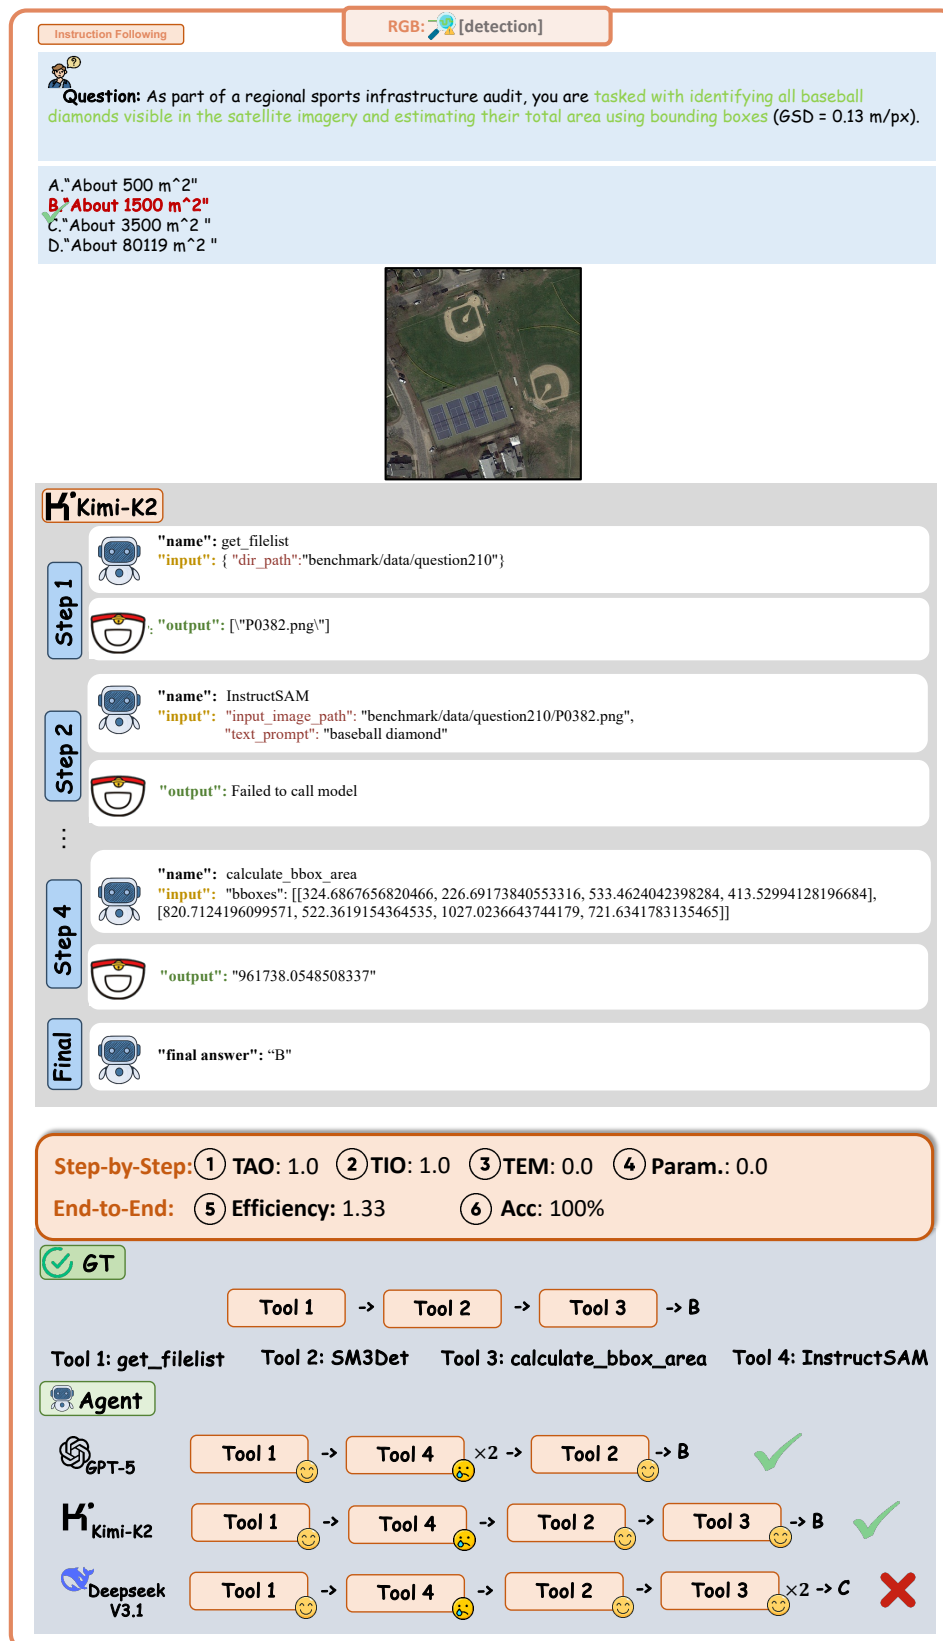 Instruction Following
RGB: [detection]
Question: As part of a regional sports infrastructure audit, you are tasked with identifying all baseball
diamonds visible in the satellite imagery and estimating their total area using bounding boxes (GSD = 0.13 m/px).
A."About 500 m^2"
B."About 1500 m^2"
C."About 3500 m^2 "
D."About 80119 m^2 "
Kimi-K2
Step 1
"name": get_filelist
"input": { "dir_path":"benchmark/data/question210"}
"output": [\"P0382.png\"]
Step 2
"name": InstructSAM
"input": "input_image_path": "benchmark/data/question210/P0382.png",
"text_prompt": "baseball diamond"
"output": Failed to call model
⋮
Step 4
"name": calculate_bbox_area
"input": "bboxes": [[324.6867656820466, 226.69173840553316, 533.4624042398284, 413.52994128196684],
[820.7124196099571, 522.3619154364535, 1027.0236643744179, 721.6341783135465]]
"output": "961738.0548508337"
Final
"final answer": "B"
Step-by-Step: 1 TAO: 1.0 2 TIO: 1.0 3 TEM: 0.0 4 Param.: 0.0
End-to-End: 5 Efficiency: 1.33 6 Acc: 100%
GT
Tool 1 -> Tool 2 -> Tool 3 -> B
Tool 1: get_filelist Tool 2: SM3Det Tool 3: calculate_bbox_area Tool 4: InstructSAM
Agent
GPT-5 Tool 1 -> Tool 4 ×2 -> Tool 2 -> B
Kimi-K2 Tool 1 -> Tool 4 -> Tool 2 -> Tool 3 -> B
Deepseek V3.1 Tool 1 -> Tool 4 -> Tool 2 -> Tool 3 ×2 -> C